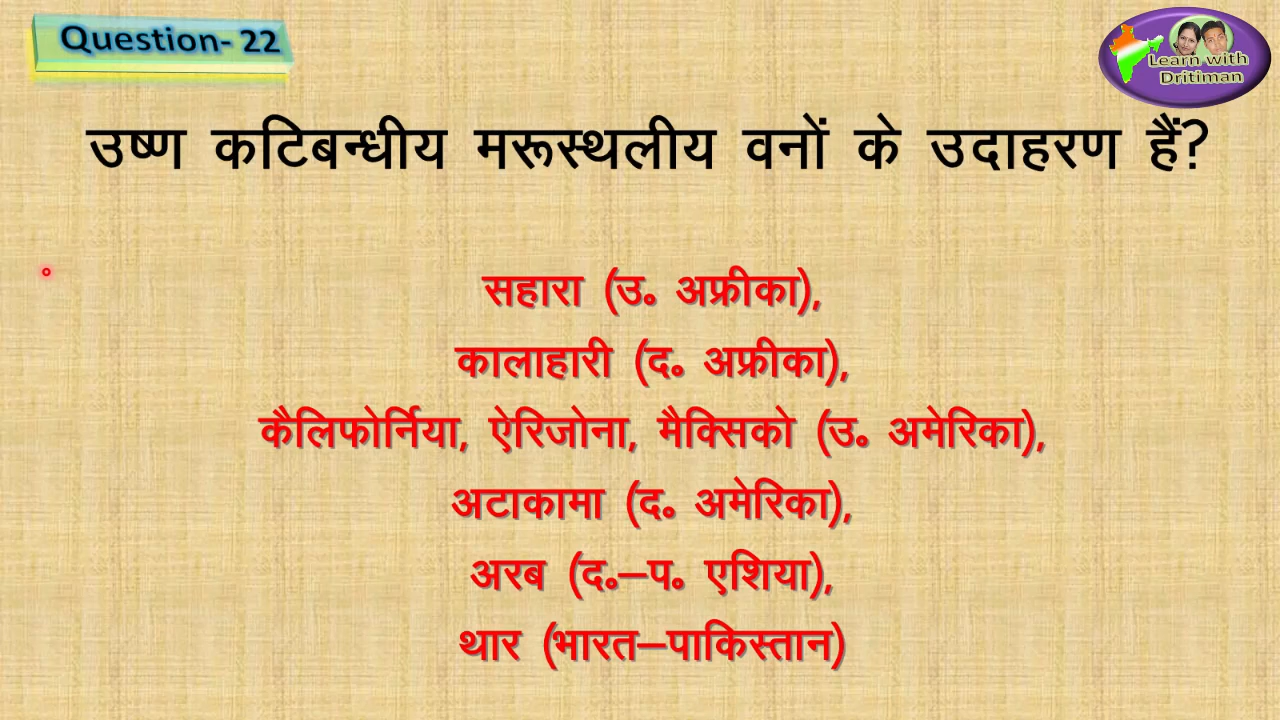 Question- 22
Learn with
Dritiman
उष्ण कटिबन्धीय मरूस्थलीय वनों के उदाहरण हैं?
सहारा (उ॰ अफ्रीका),
कालाहारी (द॰ अफ्रीका),
कैलिफोर्निया, ऐरिजोना, मैक्सिको (उ॰ अमेरिका),
अटाकामा (द॰ अमेरिका),
अरब (द॰–प॰ एशिया),
थार (भारत–पाकिस्तान)